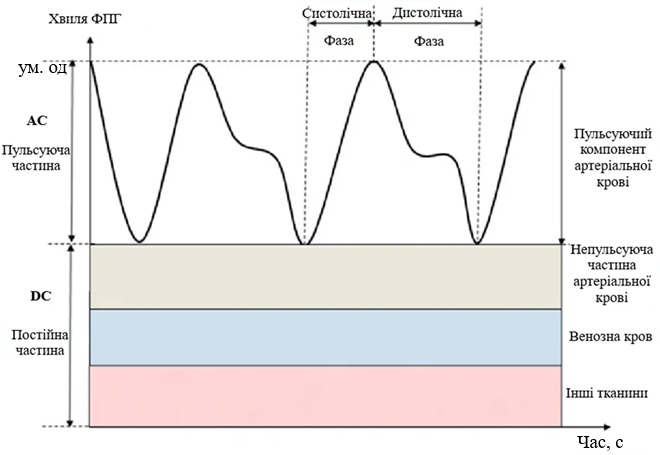 Хвиля ФПГ
Систолічна
Дистолічна
Фаза
Фаза
ум. од
АС
Пульсуюча
частина
Пульсуючий
компонент
артеріальної
крові
DC
Постійна
частина
Непульсуюча
частина
артеріальної
крові
Венозна кров
Інші тканини
Час, с